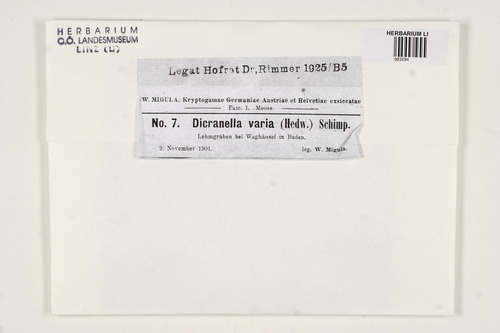 HERBARIUM
O.Ö. LANDESMUSEUM
LINZ (LI)
HERBARIUM LI
Legat Hofrat Dr,Rimmer 1925/B5
W. MIGULA, Kryptogamae Germaniae Austriae et Helvetiae exsiccatae
Fasc. 1. Moose.
No. 7. Dicranella varia (Hedw.) Schimp.
Lehmgruben bei Waghäusel in Baden.
2. November 1901. leg. W. Migula.